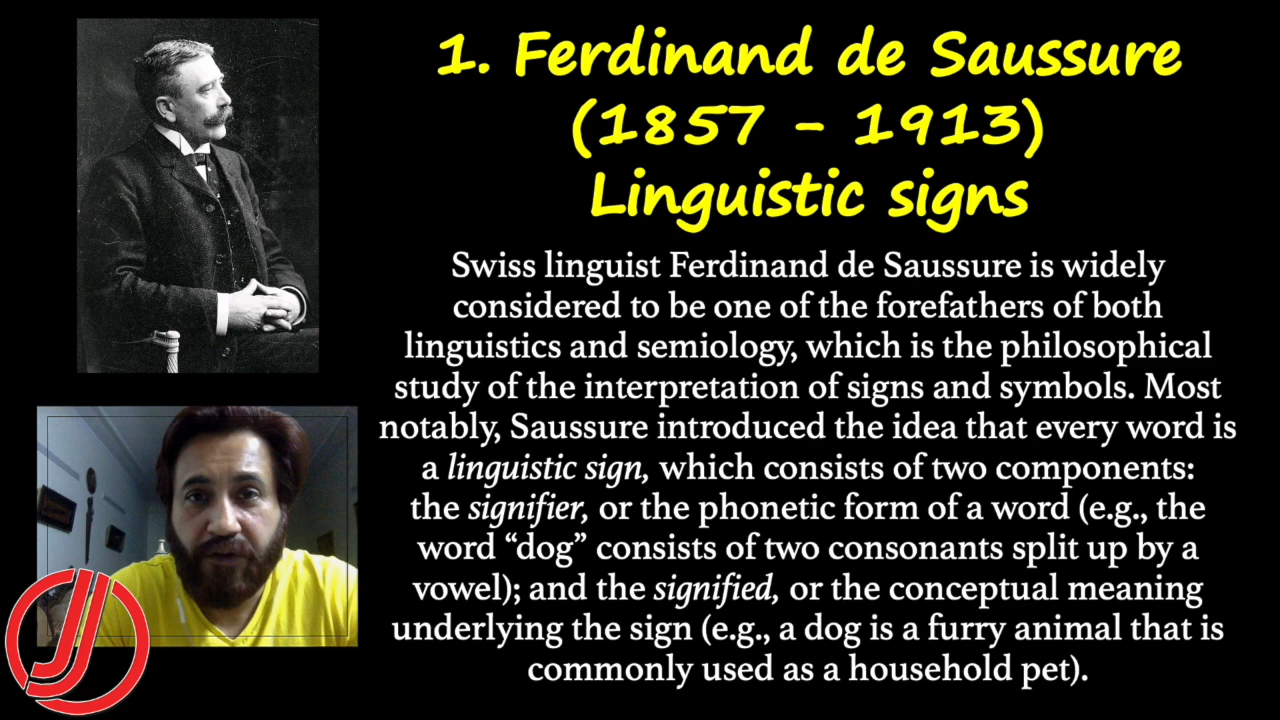 1. Ferdinand de Saussure
(1857 - 1913)
Linguistic signs
Swiss linguist Ferdinand de Saussure is widely
considered to be one of the forefathers of both
linguistics and semiology, which is the philosophical
study of the interpretation of signs and symbols. Most
notably, Saussure introduced the idea that every word is
a linguistic sign, which consists of two components:
the signifier, or the phonetic form of a word (e.g., the
word “dog” consists of two consonants split up by a
vowel); and the signified, or the conceptual meaning
underlying the sign (e.g., a dog is a furry animal that is
commonly used as a household pet).